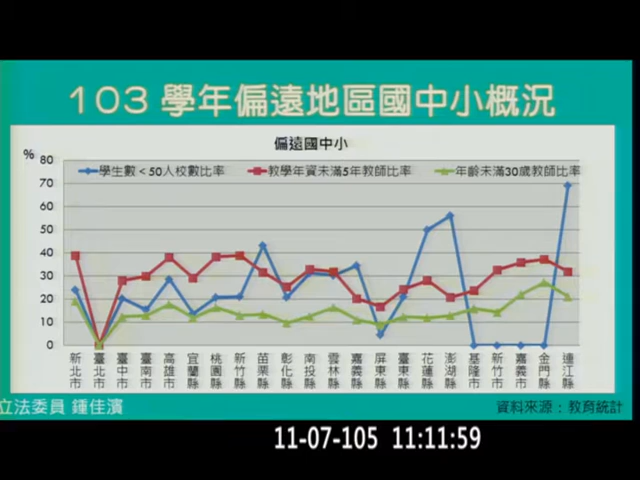 103 學年偏遠地區國中小概況
偏遠國中小
%
學生數＜50人校數比率 教學年資未滿5年教師比率 年齡未滿30歲教師比率
80
70
60
50
40
30
20
10
0
新北市 臺北市 臺中市 臺南市 高雄市 宜蘭縣 桃園縣 新竹縣 苗栗縣 彰化縣 南投縣 雲林縣 嘉義縣 屏東縣 臺東縣 花蓮縣 澎湖縣 基隆市 新竹市 嘉義市 金門縣 連江縣
立法委員 鍾佳濱
資料來源：教育統計
11-07-105 11:11:59